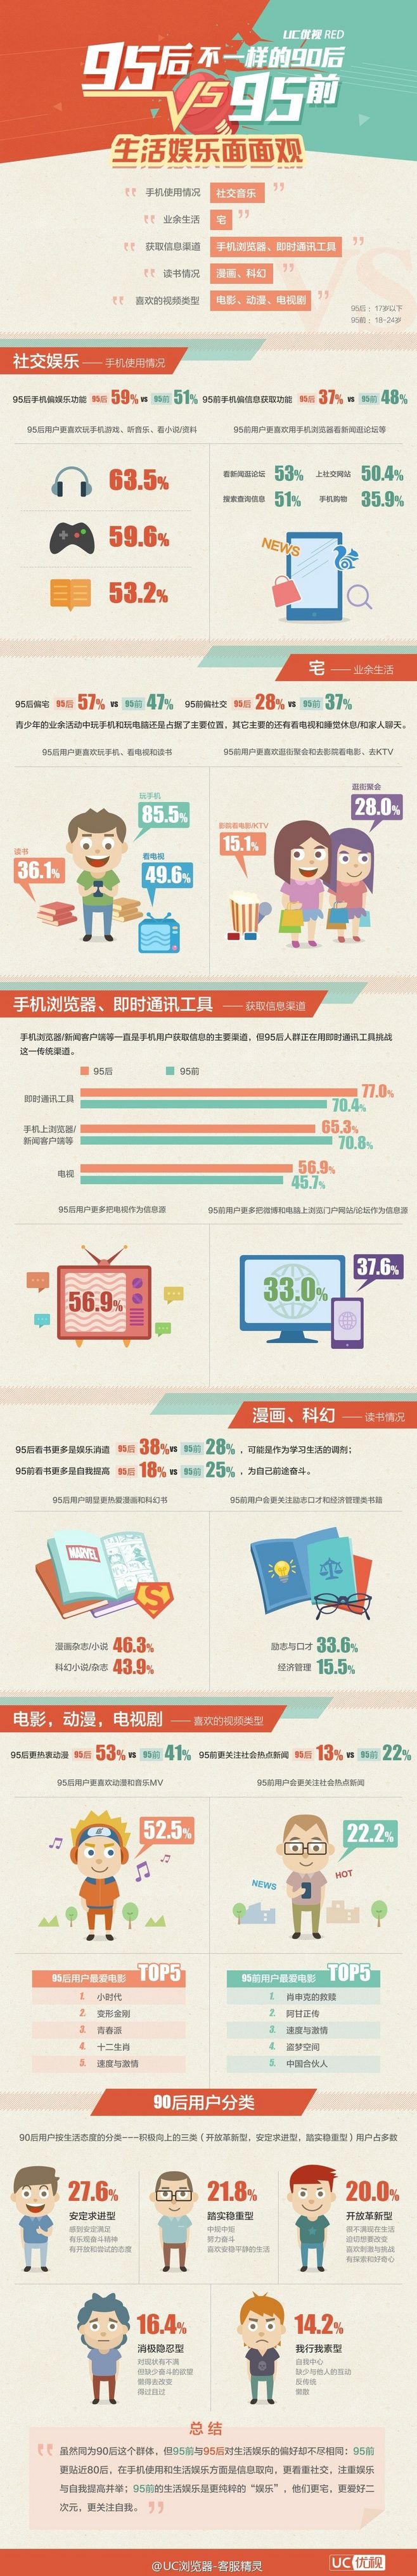 UC优视 RED
95后 不一样的90后
VS 95前
生活娱乐面面观
手机使用情况 社交音乐
业余生活 宅
获取信息渠道 手机浏览器、即时通讯工具
读书情况 漫画、科幻
喜欢的视频类型 电影、动漫、电视剧
95后：17岁以下
95前：18-24岁
社交娱乐 —— 手机使用情况
95后手机偏娱乐功能 95后 59% vs 95前 51%
95前手机偏信息获取功能 95后 37% vs 95前 48%
95后用户更喜欢玩手机游戏、听音乐、看小说/资料
95前用户更喜欢用手机浏览器看新闻逛论坛等
63.5%
59.6%
53.2%
看新闻逛论坛 53% 上社交网站 50.4%
搜索查询信息 51% 手机购物 35.9%
NEWS
宅 —— 业余生活
95后偏宅 95后 57% vs 95前 47%
95前偏社交 95后 28% vs 95前 37%
青少年的业余活动中玩手机和玩电脑还是占据了主要位置，其它主要的还有看电视和睡觉休息/和家人聊天。
95后用户更喜欢玩手机、看电视和读书
95前用户更喜欢逛街聚会和去影院看电影、去KTV
玩手机
85.5%
读书
36.1%
看电视
49.6%
逛街聚会
28.0%
影院看电影/KTV
15.1%
手机浏览器、即时通讯工具 —— 获取信息渠道
手机浏览器/新闻客户端等一直是手机用户获取信息的主要渠道，但95后人群正在用即时通讯工具挑战
这一传统渠道。
95后 95前
即时通讯工具 77.0%
70.4%
手机上浏览器/ 65.3%
新闻客户端等 70.8%
电视 56.9%
45.7%
95后用户更多把电视作为信息源
95前用户更多把微博和电脑上浏览门户网站/论坛作为信息源
56.9%
33.0%
37.6%
漫画、科幻 —— 读书情况
95后看书更多是娱乐消遣 95后 38% vs 95前 28%，可能是作为学习生活的调剂；
95前看书更多是自我提高 95后 18% vs 95前 25%，为自己前途奋斗。
95后用户明显更热爱漫画和科幻书
95前用户会更关注励志口才和经济管理类书籍
MARVEL
S
漫画杂志/小说 46.3%
科幻小说/杂志 43.9%
励志与口才 33.6%
经济管理 15.5%
电影，动漫，电视剧 —— 喜欢的视频类型
95后更热衷动漫 95后 53% vs 95前 41%
95前更关注社会热点新闻 95后 13% vs 95前 22%
95后用户更喜欢动漫和音乐MV
95前用户会更关注社会热点新闻
52.5%
22.2%
NEWS
HOT
95后用户最爱电影 TOP5
1. 小时代
2. 变形金刚
3. 青春派
4. 十二生肖
5. 速度与激情
95前用户最爱电影 TOP5
1. 肖申克的救赎
2. 阿甘正传
3. 速度与激情
4. 盗梦空间
5. 中国合伙人
90后用户分类
90后用户按生活态度的分类---积极向上的三类（开放革新型，安定求进型，踏实稳重型）用户占多数
27.6%
安定求进型
感到安定满足
有乐观奋斗精神
有开放和尝试的态度
21.8%
踏实稳重型
中规中矩
努力奋斗
喜欢安稳平静的生活
20.0%
开放革新型
很不满现在生活
迫切想要改变
喜欢刺激与挑战
有探索和好奇心
16.4%
消极隐忍型
对现状有不满
但缺少奋斗的欲望
懒得去改变
得过且过
14.2%
我行我素型
自我中心
缺少与他人的互动
反传统
懒散
总结
虽然同为90后这个群体，但95前与95后对生活娱乐的偏好却不尽相同：95前
更贴近80后，在手机使用和生活娱乐方面是信息取向，更看重社交，注重娱乐
与自我提高并举；95前的生活娱乐是更纯粹的“娱乐”，他们更宅，更爱好二
次元，更关注自我。
@UC浏览器-客服精灵
UC优视